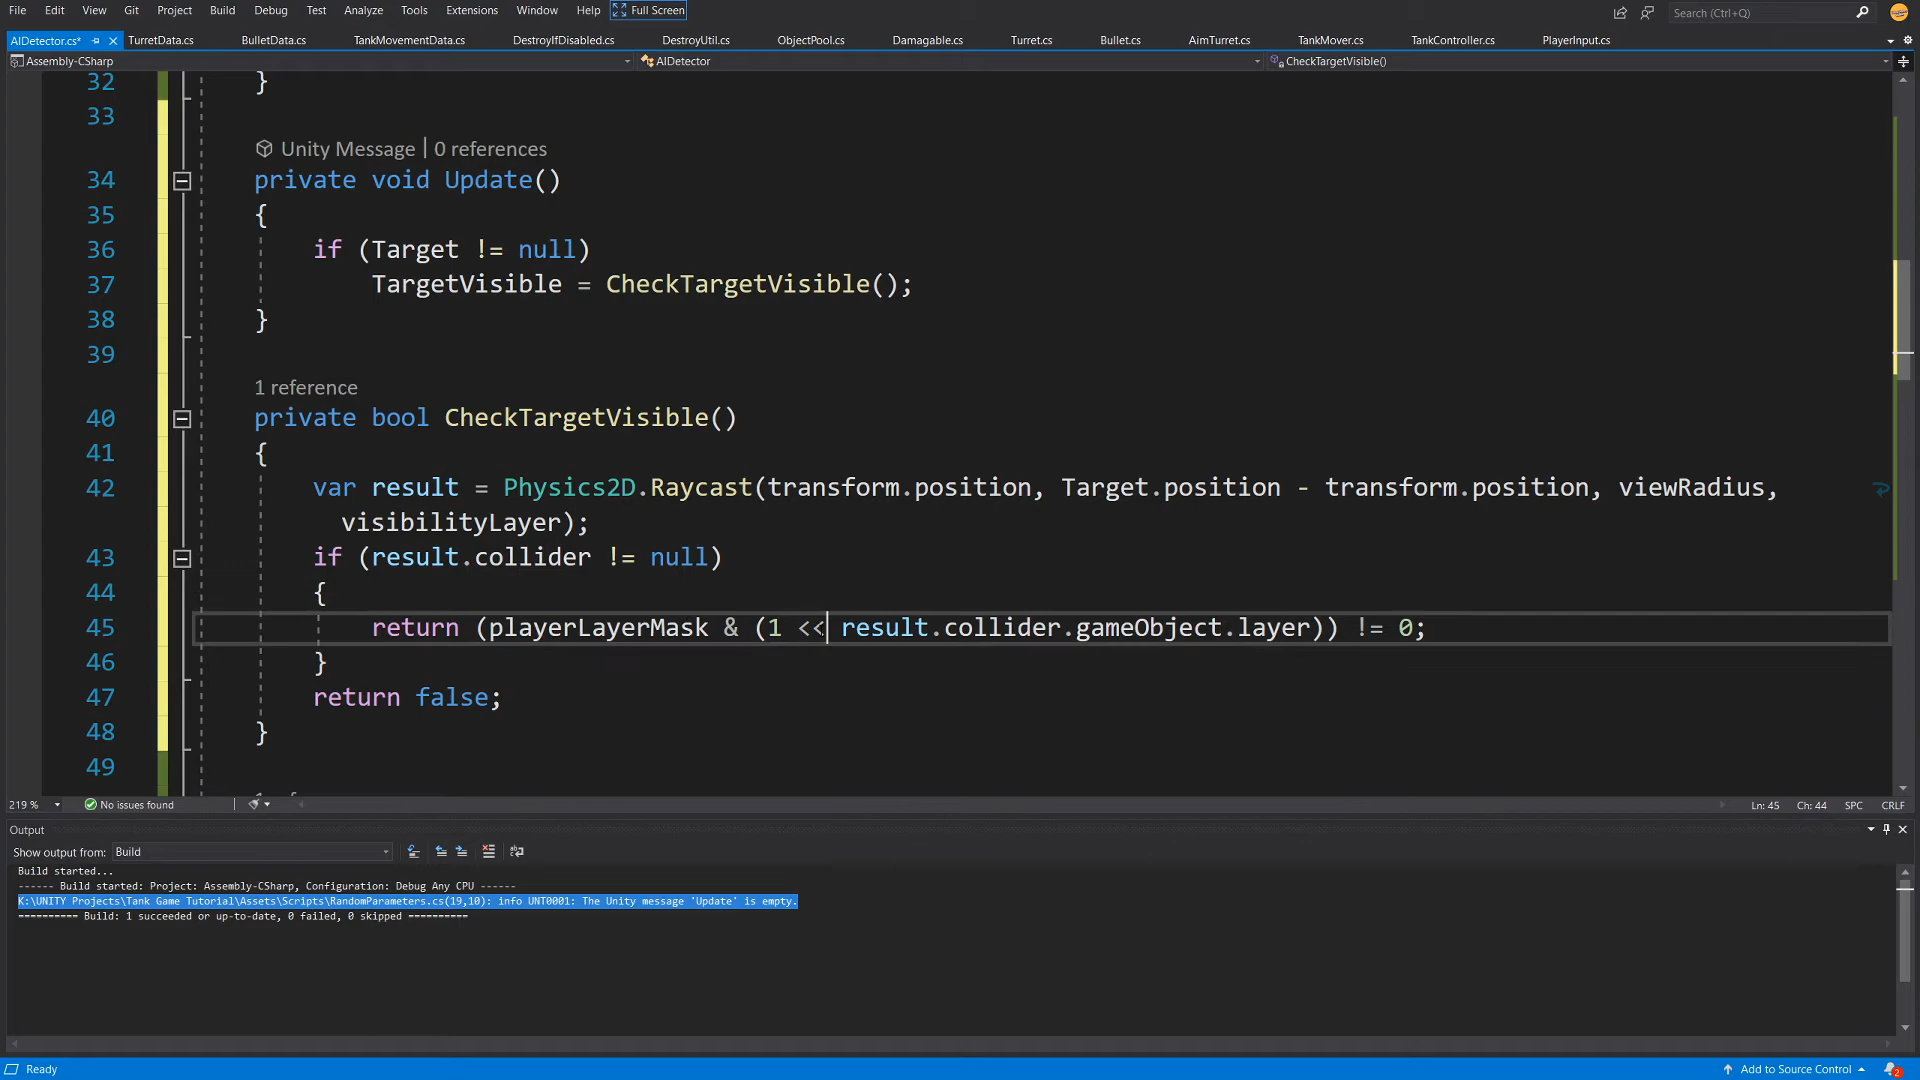 File Edit View Git Project Build Debug Test Analyze Tools Extensions Window Help Full Screen Search (Ctrl+Q)
AIDetector.cs* TurretData.cs BulletData.cs TankMovementData.cs DestroyIfDisabled.cs DestroyUtil.cs ObjectPool.cs Damagable.cs Turret.cs Bullet.cs AimTurret.cs TankMover.cs TankController.cs PlayerInput.cs
Assembly-CSharp AIDetector CheckTargetVisible()
32 }
33
Unity Message | 0 references
34 private void Update()
35 {
36 if (Target != null)
37 TargetVisible = CheckTargetVisible();
38 }
39
1 reference
40 private bool CheckTargetVisible()
41 {
42 var result = Physics2D.Raycast(transform.position, Target.position - transform.position, viewRadius,
visibilityLayer);
43 if (result.collider != null)
44 {
45 return (playerLayerMask & (1 << result.collider.gameObject.layer)) != 0;
46 }
47 return false;
48 }
49
219 % No issues found Ln: 45 Ch: 44 SPC CRLF
Output
Show output from: Build
Build started...
------ Build started: Project: Assembly-CSharp, Configuration: Debug Any CPU ------
K:\UNITY Projects\Tank Game Tutorial\Assets\Scripts\RandomParameters.cs(19,10): info UNT0001: The Unity message 'Update' is empty.
========== Build: 1 succeeded or up-to-date, 0 failed, 0 skipped ==========
Ready Add to Source Control 2